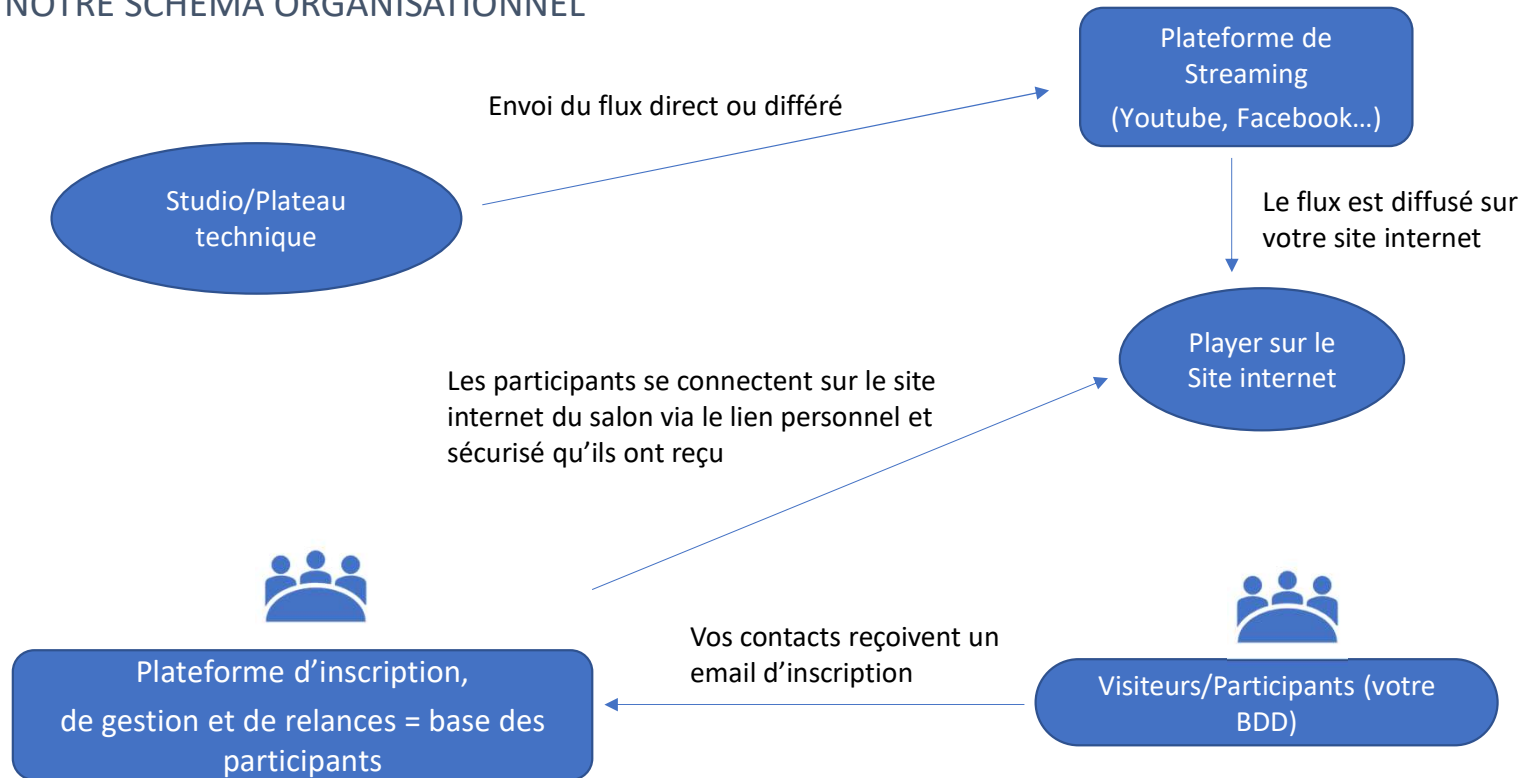 NOTRE SCHEMA ORGANISATIONNEL
Plateforme de
Streaming
(Youtube, Facebook…)
Envoi du flux direct ou différé
Studio/Plateau
technique
Le flux est diffusé sur
votre site internet
Player sur le
Site internet
Les participants se connectent sur le site
internet du salon via le lien personnel et
sécurisé qu’ils ont reçu
Vos contacts reçoivent un
email d’inscription
Plateforme d’inscription,
de gestion et de relances = base des
participants
Visiteurs/Participants (votre
BDD)